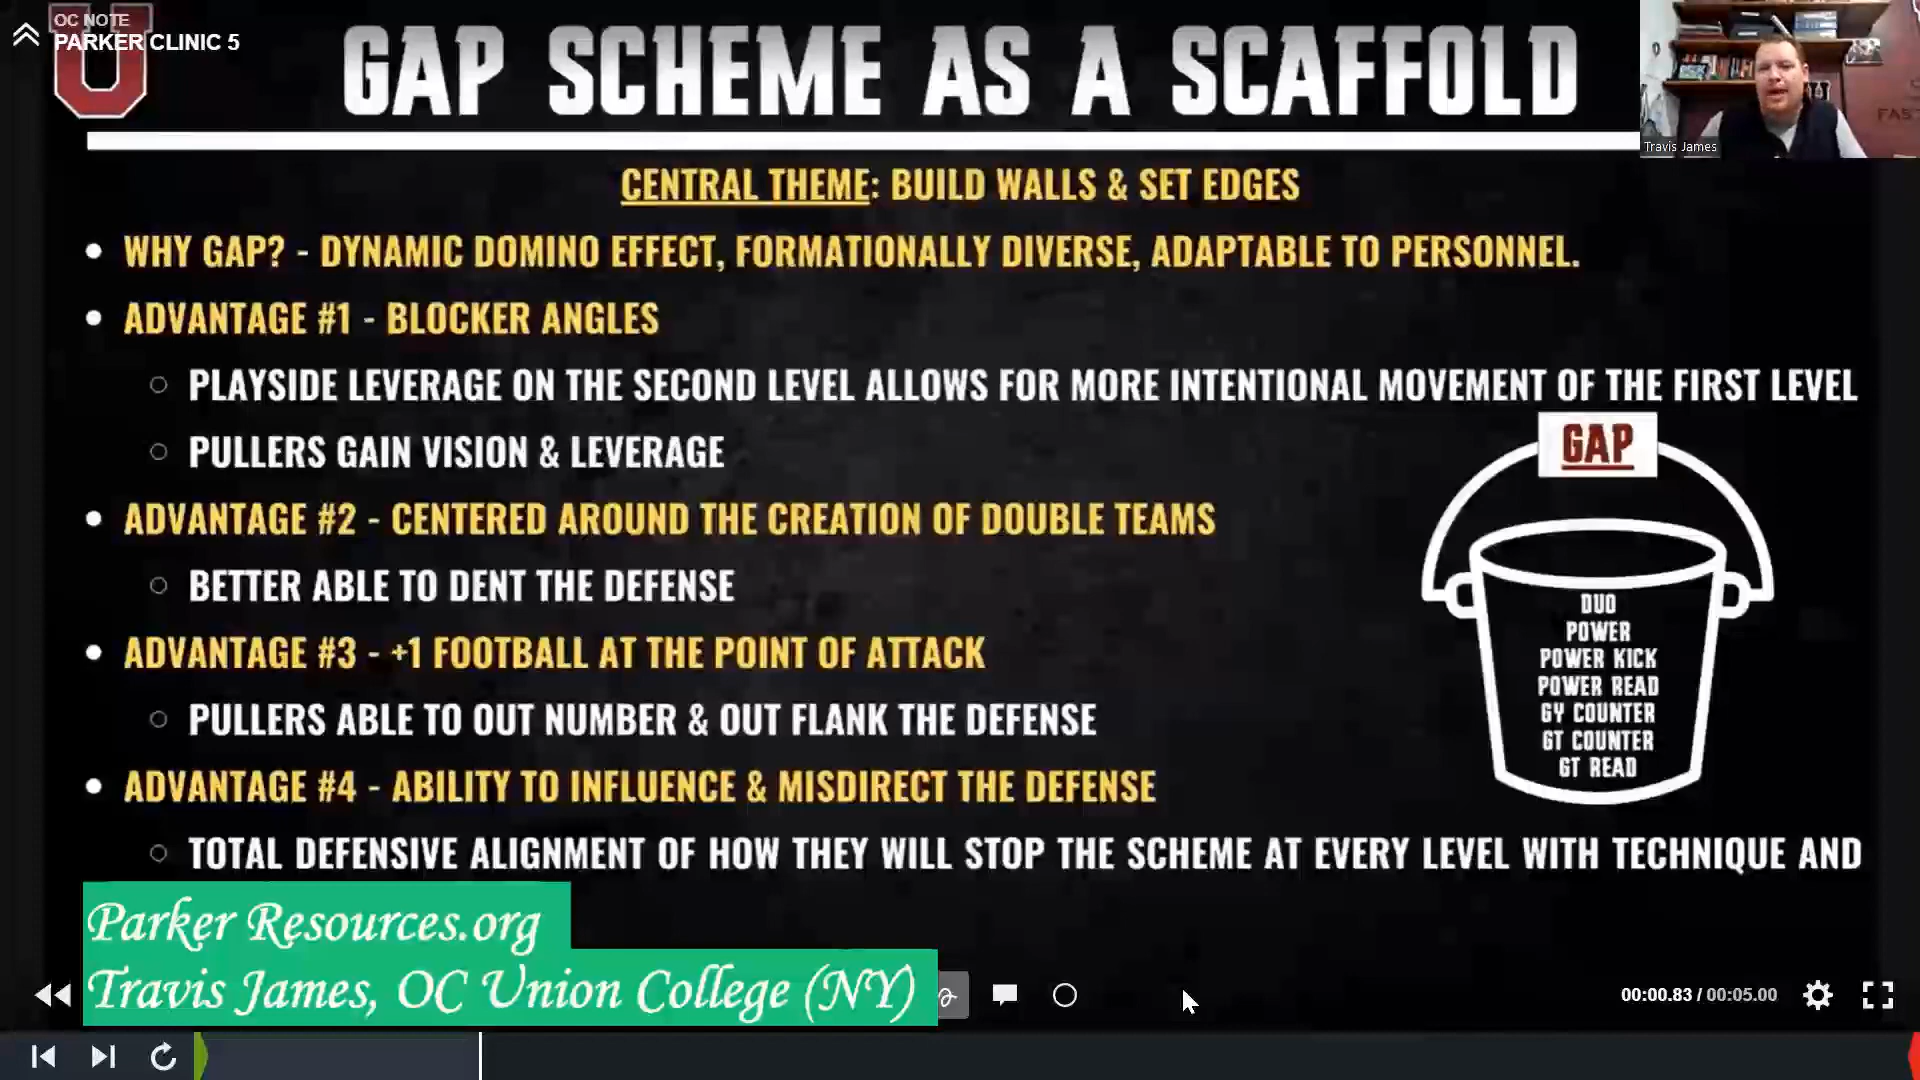 OC NOTE
PARKER CLINIC 5
U
GAP SCHEME AS A SCAFFOLD
Travis James
CENTRAL THEME: BUILD WALLS & SET EDGES
• WHY GAP? - DYNAMIC DOMINO EFFECT, FORMATIONALLY DIVERSE, ADAPTABLE TO PERSONNEL.
• ADVANTAGE #1 - BLOCKER ANGLES
○ PLAYSIDE LEVERAGE ON THE SECOND LEVEL ALLOWS FOR MORE INTENTIONAL MOVEMENT OF THE FIRST LEVEL
○ PULLERS GAIN VISION & LEVERAGE
• ADVANTAGE #2 - CENTERED AROUND THE CREATION OF DOUBLE TEAMS
○ BETTER ABLE TO DENT THE DEFENSE
• ADVANTAGE #3 - +1 FOOTBALL AT THE POINT OF ATTACK
○ PULLERS ABLE TO OUT NUMBER & OUT FLANK THE DEFENSE
• ADVANTAGE #4 - ABILITY TO INFLUENCE & MISDIRECT THE DEFENSE
○ TOTAL DEFENSIVE ALIGNMENT OF HOW THEY WILL STOP THE SCHEME AT EVERY LEVEL WITH TECHNIQUE AND
GAP
DUO
POWER
POWER KICK
POWER READ
GY COUNTER
GT COUNTER
GT READ
Parker Resources.org
Travis James, OC Union College (NY)
00:00.83 / 00:05.00